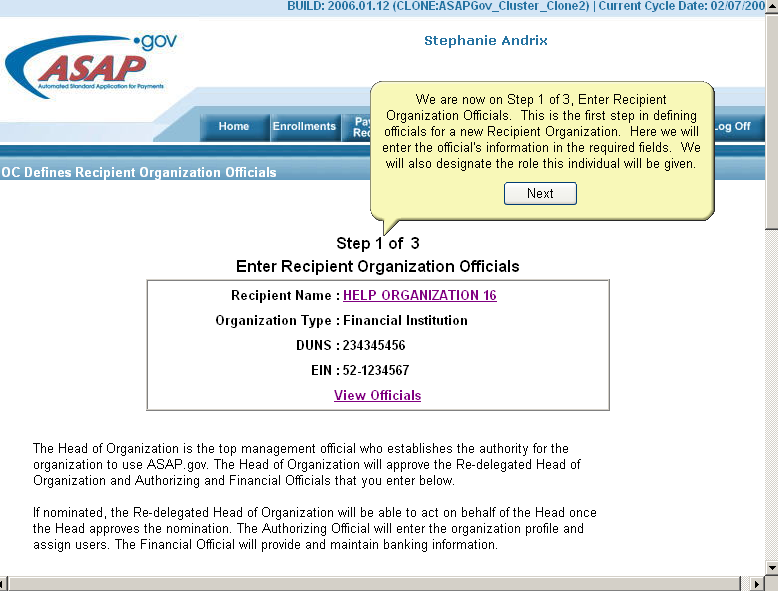 BUILD: 2006.01.12 (CLONE:ASAPGov_Cluster_Clone2) | Current Cycle Date: 02/07/200
.gov
ASAP
Automated Standard Application for Payments
Stephanie Andrix
Home
Enrollments
We are now on Step 1 of 3, Enter Recipient
Organization Officials. This is the first step in defining
officials for a new Recipient Organization. Here we will
enter the official's information in the required fields. We
will also designate the role this individual will be given.
Next
Log Off
OC Defines Recipient Organization Officials
Step 1 of 3
Enter Recipient Organization Officials
Recipient Name : HELP ORGANIZATION 16
Organization Type : Financial Institution
DUNS : 234345456
EIN : 52-1234567
View Officials
The Head of Organization is the top management official who establishes the authority for the
organization to use ASAP.gov. The Head of Organization will approve the Re-delegated Head of
Organization and Authorizing and Financial Officials that you enter below.
If nominated, the Re-delegated Head of Organization will be able to act on behalf of the Head once
the Head approves the nomination. The Authorizing Official will enter the organization profile and
assign users. The Financial Official will provide and maintain banking information.